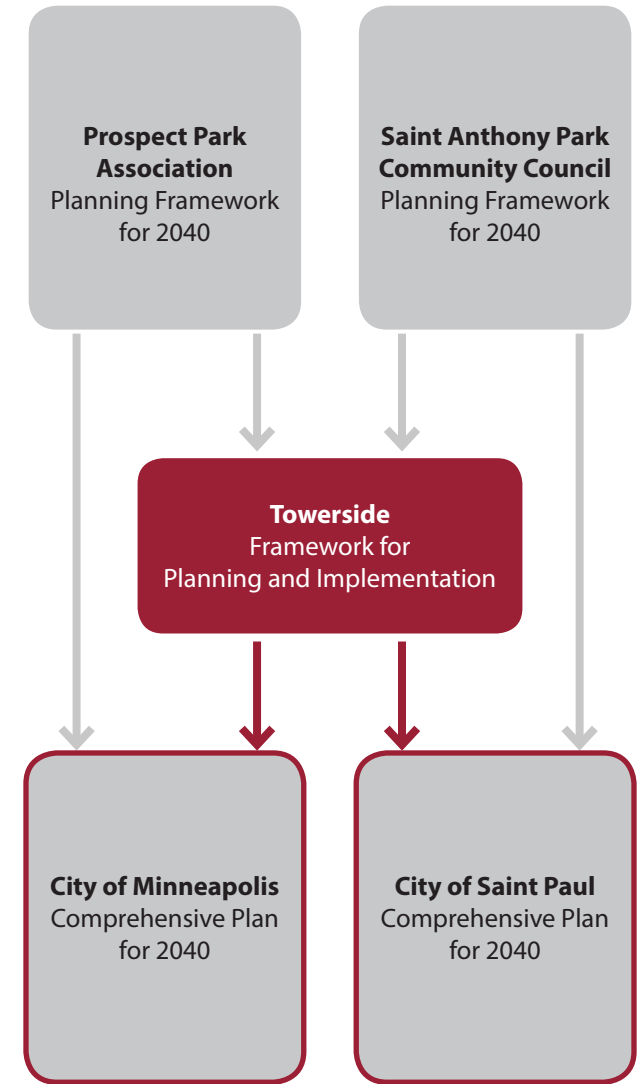 Prospect Park
Association
Planning Framework
for 2040
Saint Anthony Park
Community Council
Planning Framework
for 2040
Towerside
Framework for
Planning and Implementation
City of Minneapolis
Comprehensive Plan
for 2040
City of Saint Paul
Comprehensive Plan
for 2040